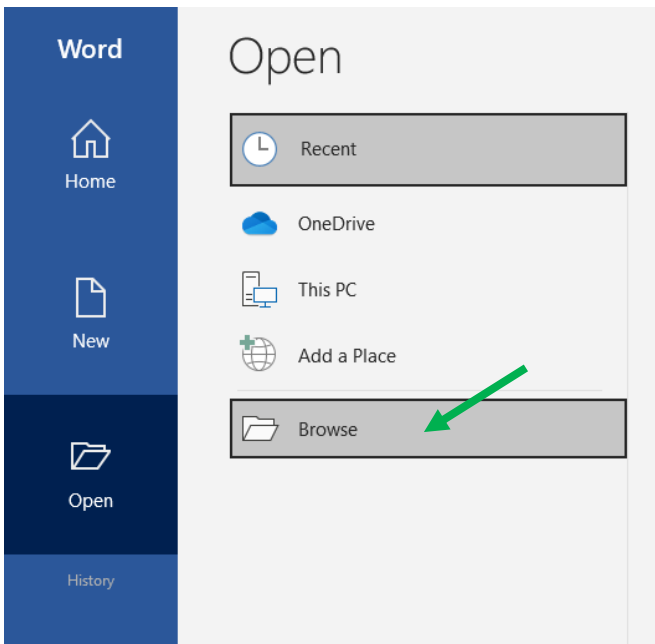 Word
Home
New
Open
History
Open
Recent
OneDrive
This PC
Add a Place
Browse